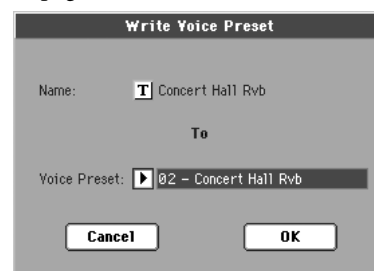 Write Voice Preset
Name: T Concert Hall Rvb
To
Voice Preset: 02 - Concert Hall Rvb
Cancel OK